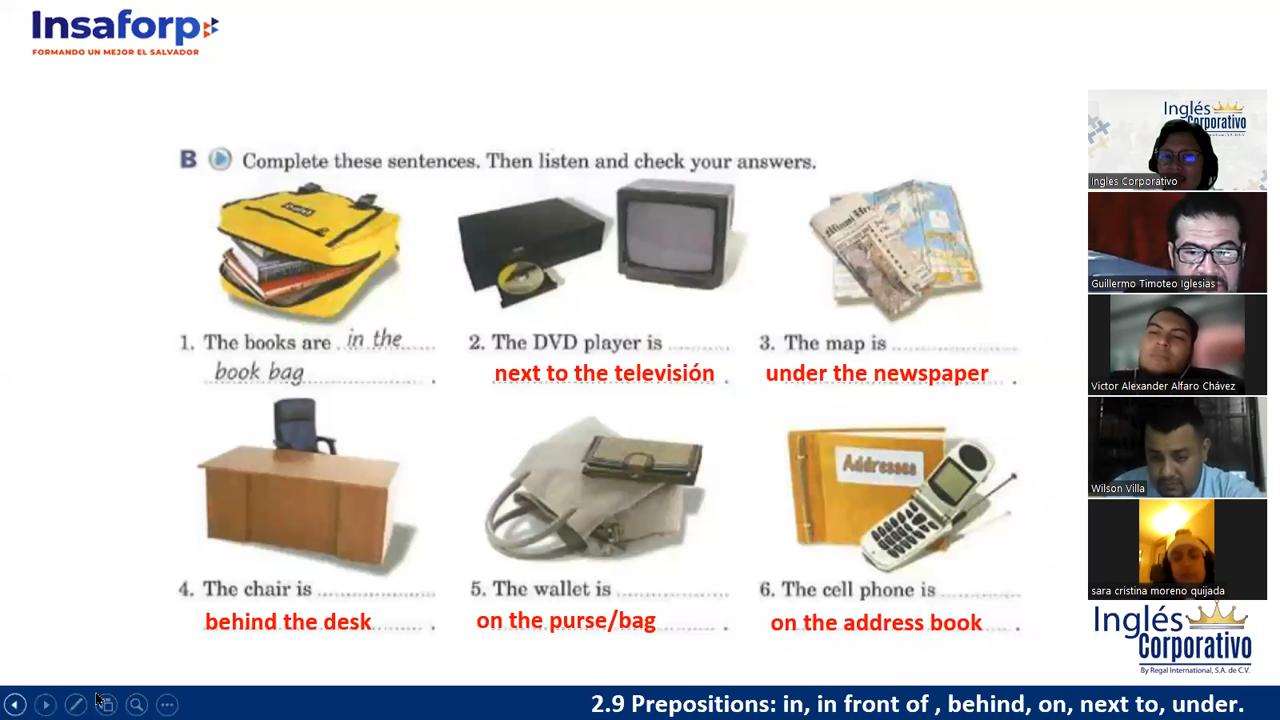 Insaforp
FORMANDO UN MEJOR EL SALVADOR
B Complete these sentences. Then listen and check your answers.
1. The books are in the
book bag.
2. The DVD player is
next to the televisión.
3. The map is
under the newspaper.
Addresses
4. The chair is
behind the desk.
5. The wallet is
on the purse/bag.
6. The cell phone is
on the address book.
Inglés
Corporativo
Ingles Corporativo
Guillermo Timoteo Iglesias
Victor Alexander Alfaro Chávez
Wilson Villa
sara cristina moreno quijada
Inglés
Corporativo
By Regal International, S.A. de C.V.
2.9 Prepositions: in, in front of , behind, on, next to, under.